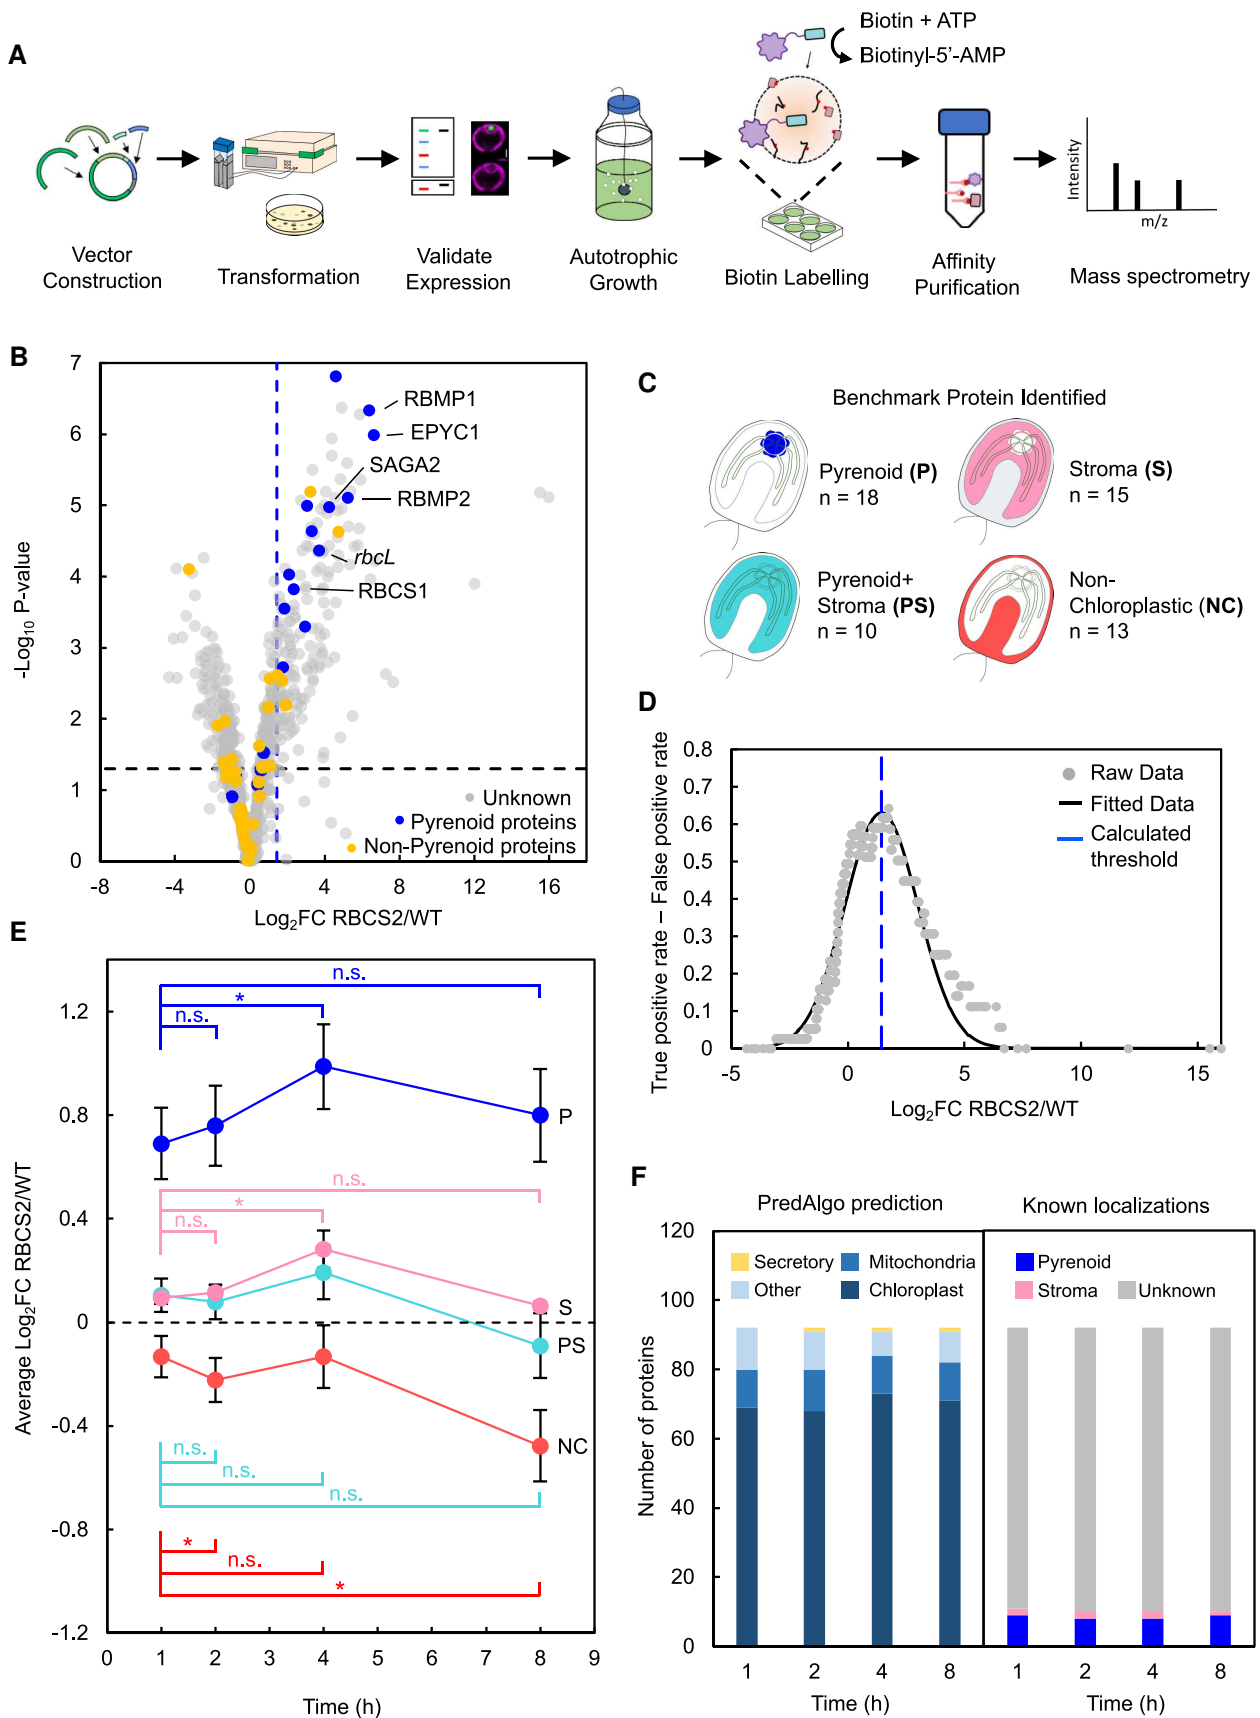 A
Biotin + ATP
Biotinyl-5'-AMP
Vector
Construction
Transformation
Validate
Expression
Autotrophic
Growth
Biotin Labelling
Affinity
Purification
Intensity
m/z
Mass spectrometry
B
-Log10 P-value
7
6
5
4
3
2
1
0
-8
-4
0
4
8
12
16
Log2FC RBCS2/WT
RBMP1
EPYC1
SAGA2
RBMP2
rbcL
RBCS1
Unknown
Pyrenoid proteins
Non-Pyrenoid proteins
C
Benchmark Protein Identified
Pyrenoid (P)
n = 18
Stroma (S)
n = 15
Pyrenoid+
Stroma (PS)
n = 10
Non-
Chloroplastic (NC)
n = 13
D
True positive rate – False positive rate
0.8
0.7
0.6
0.5
0.4
0.3
0.2
0.1
0
-5
0
5
10
15
Log2FC RBCS2/WT
Raw Data
Fitted Data
Calculated
threshold
E
Average Log2FC RBCS2/WT
1.2
0.8
0.4
0
-0.4
-0.8
-1.2
0
1
2
3
4
5
6
7
8
9
Time (h)
n.s.
*
n.s.
P
n.s.
*
n.s.
S
PS
NC
n.s.
n.s.
n.s.
*
n.s.
*
F
PredAlgo prediction
Known localizations
Number of proteins
120
100
80
60
40
20
0
Secretory
Mitochondria
Other
Chloroplast
Pyrenoid
Stroma
Unknown
1
2
4
8
Time (h)
1
2
4
8
Time (h)